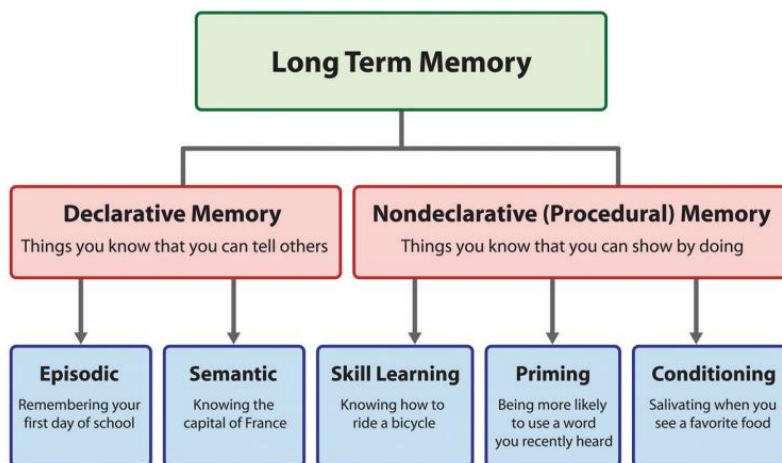 Long Term Memory
Declarative Memory
Things you know that you can tell others
Nondeclarative (Procedural) Memory
Things you know that you can show by doing
Episodic
Remembering your
first day of school
Semantic
Knowing the
capital of France
Skill Learning
Knowing how to
ride a bicycle
Priming
Being more likely
to use a word
you recently heard
Conditioning
Salivating when you
see a favorite food